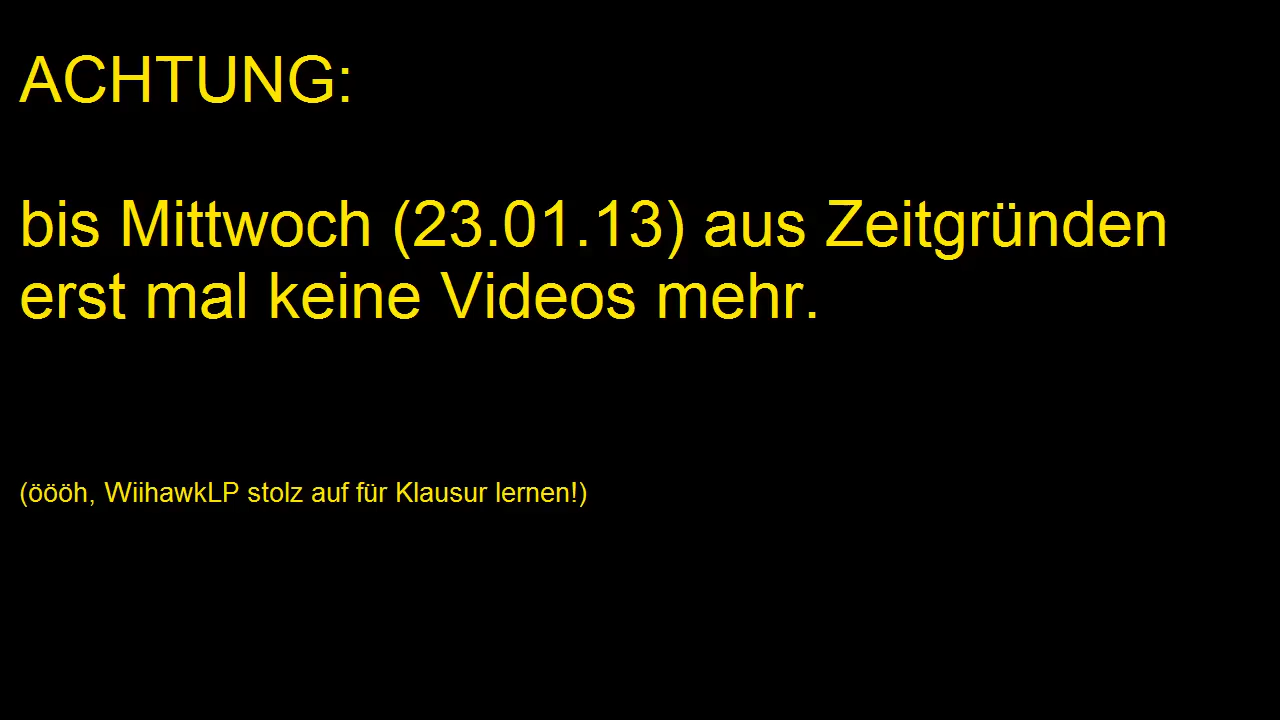 ACHTUNG:
bis Mittwoch (23.01.13) aus Zeitgründen
erst mal keine Videos mehr.
(öööh, WiihawkLP stolz auf für Klausur lernen!)